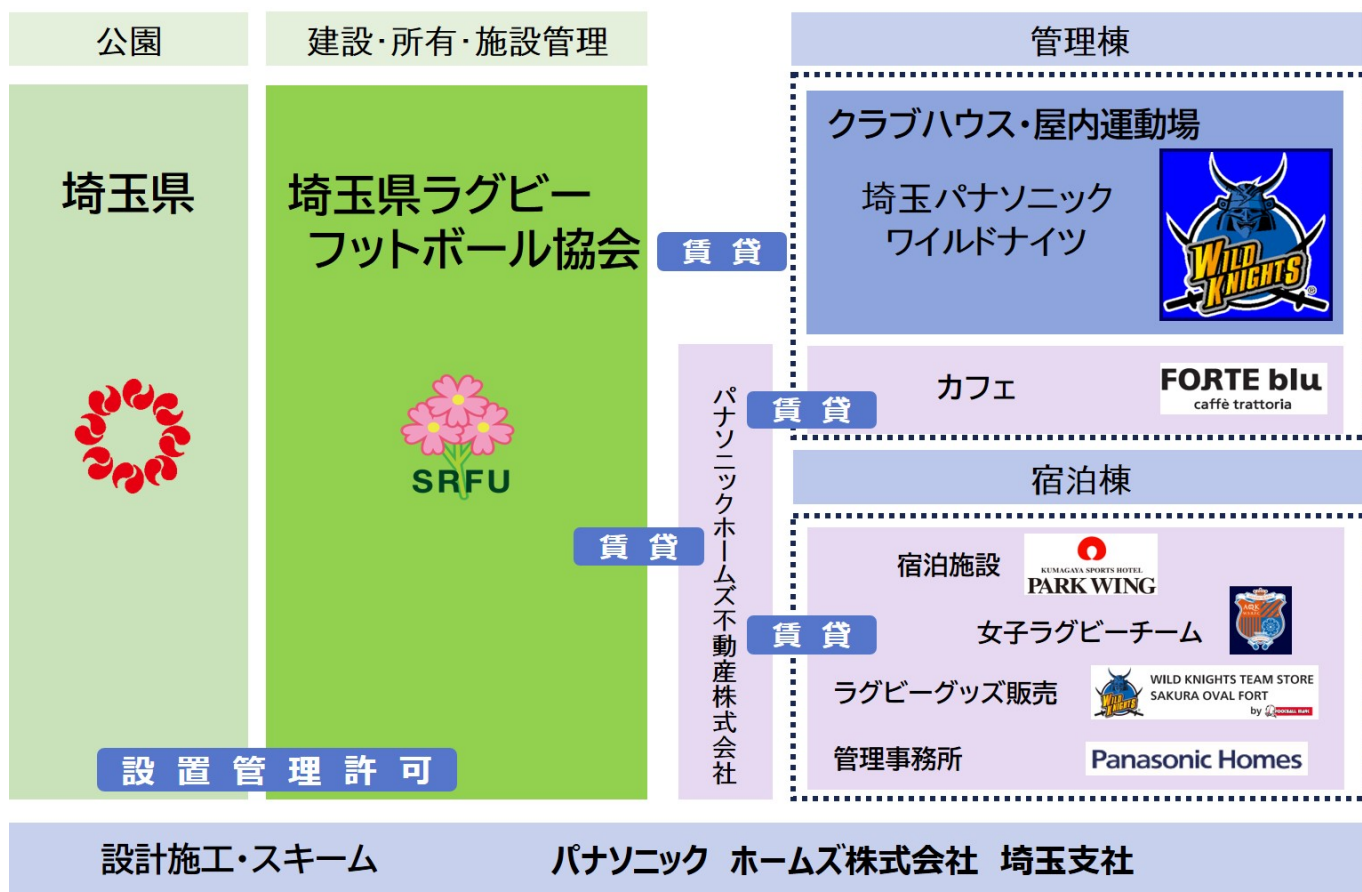 公園
建設・所有・施設管理
管理棟
埼玉県
埼玉県ラグビー
フットボール協会
SRFU
賃貸
クラブハウス・屋内運動場
埼玉パナソニック
ワイルドナイツ
WILD
KNIGHTS
®
パナソニックホームズ不動産株式会社
賃貸
カフェ
FORTE blu
caffè trattoria
宿泊棟
賃貸
賃貸
宿泊施設
KUMAGAYA SPORTS HOTEL
PARK WING
女子ラグビーチーム
ラグビーグッズ販売
WILD KNIGHTS
WILD KNIGHTS TEAM STORE
SAKURA OVAL FORT
by
管理事務所
Panasonic Homes
設置管理許可
設計施工・スキーム
パナソニック ホームズ株式会社 埼玉支社